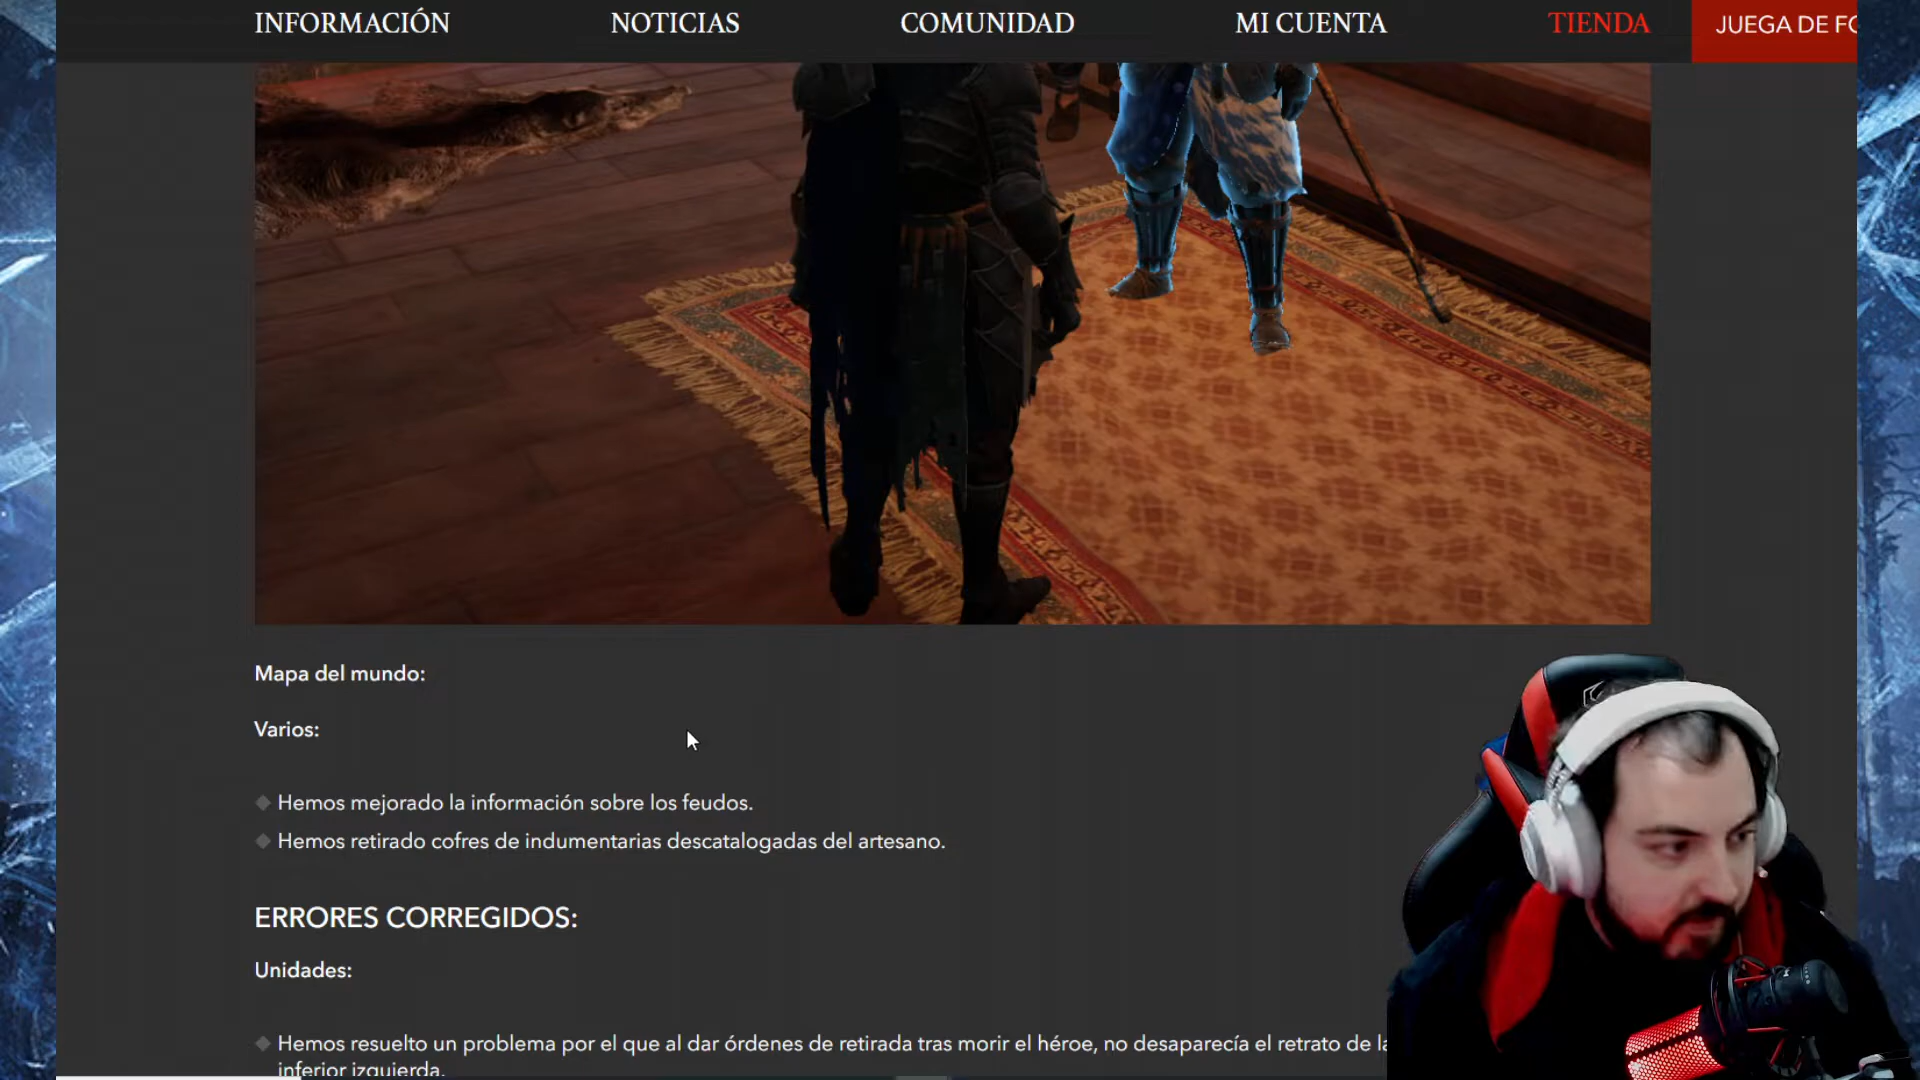 INFORMACIÓN NOTICIAS COMUNIDAD MI CUENTA TIENDA JUEGA DE
Mapa del mundo:
Varios:
Hemos mejorado la información sobre los feudos.
Hemos retirado cofres de indumentarias descatalogadas del artesano.
ERRORES CORREGIDOS:
Unidades:
Hemos resuelto un problema por el que al dar órdenes de retirada tras morir el héroe, no desaparecía el retrato de
inferior izquierda.